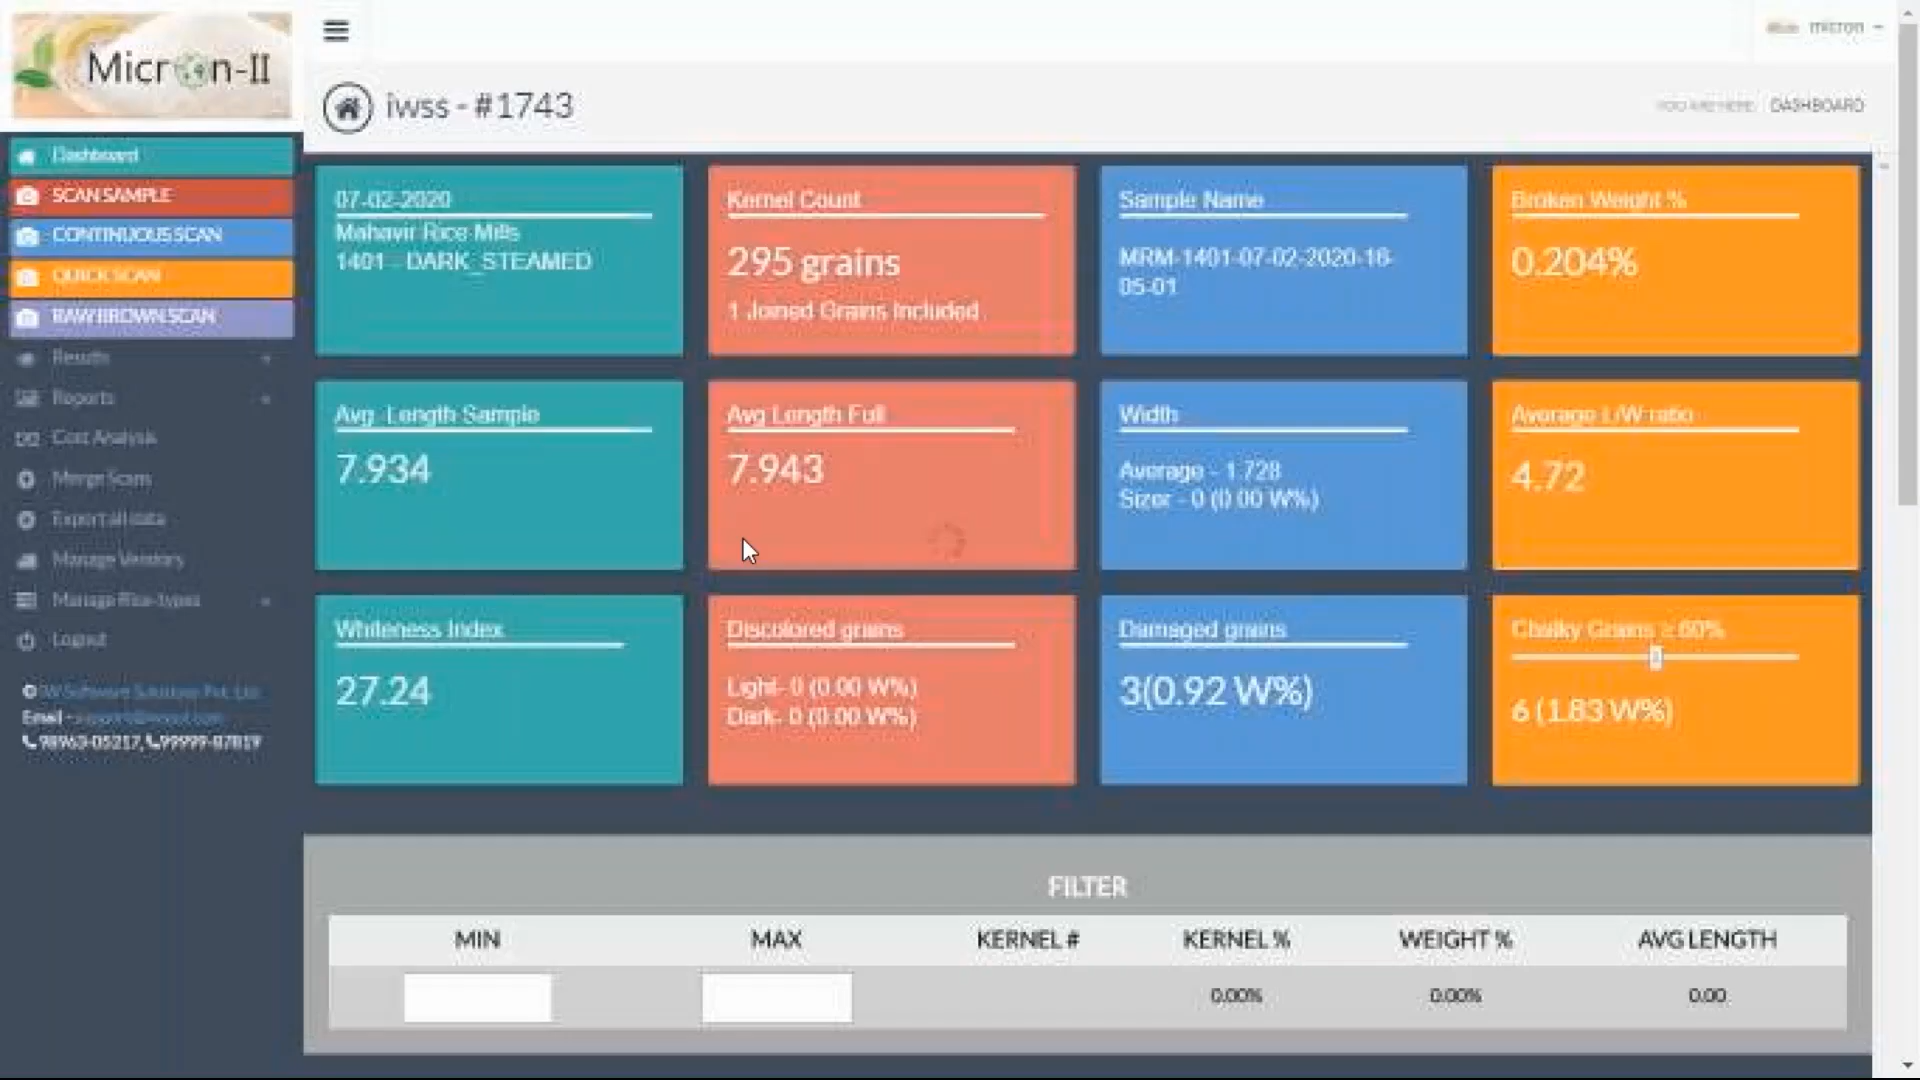 Micron-II
micron
iwss - #1743
YOU ARE HERE: DASHBOARD
Dashboard
SCAN SAMPLE
CONTINUOUS SCAN
QUICK SCAN
RAW BROWN SCAN
Results
Reports
Cost Analysis
Merge Scans
Export all data
Manage Vendors
Manage Rice-types
Logout
Email -
07-02-2020
Mahavir Rice Mills
1401 - DARK_STEAMED
Kernel Count
295 grains
1 Joined Grains Included
Sample Name
MRM-1401-07-02-2020-16-
05-01
Broken Weight %
0.204%
Avg. Length Sample
7.934
Avg Length Full
7.943
Width
Average - 1.728
Sizer - 0 (0.00 W%)
Average L/W ratio
4.72
Whiteness Index
27.24
Discolored grains
Light- 0 (0.00 W%)
Dark- 0 (0.00 W%)
Damaged grains
3(0.92 W%)
Chalky Grains ≥ 60%
6 (1.83 W%)
FILTER
MIN MAX KERNEL # KERNEL % WEIGHT % AVG LENGTH
0.00% 0.00% 0.00